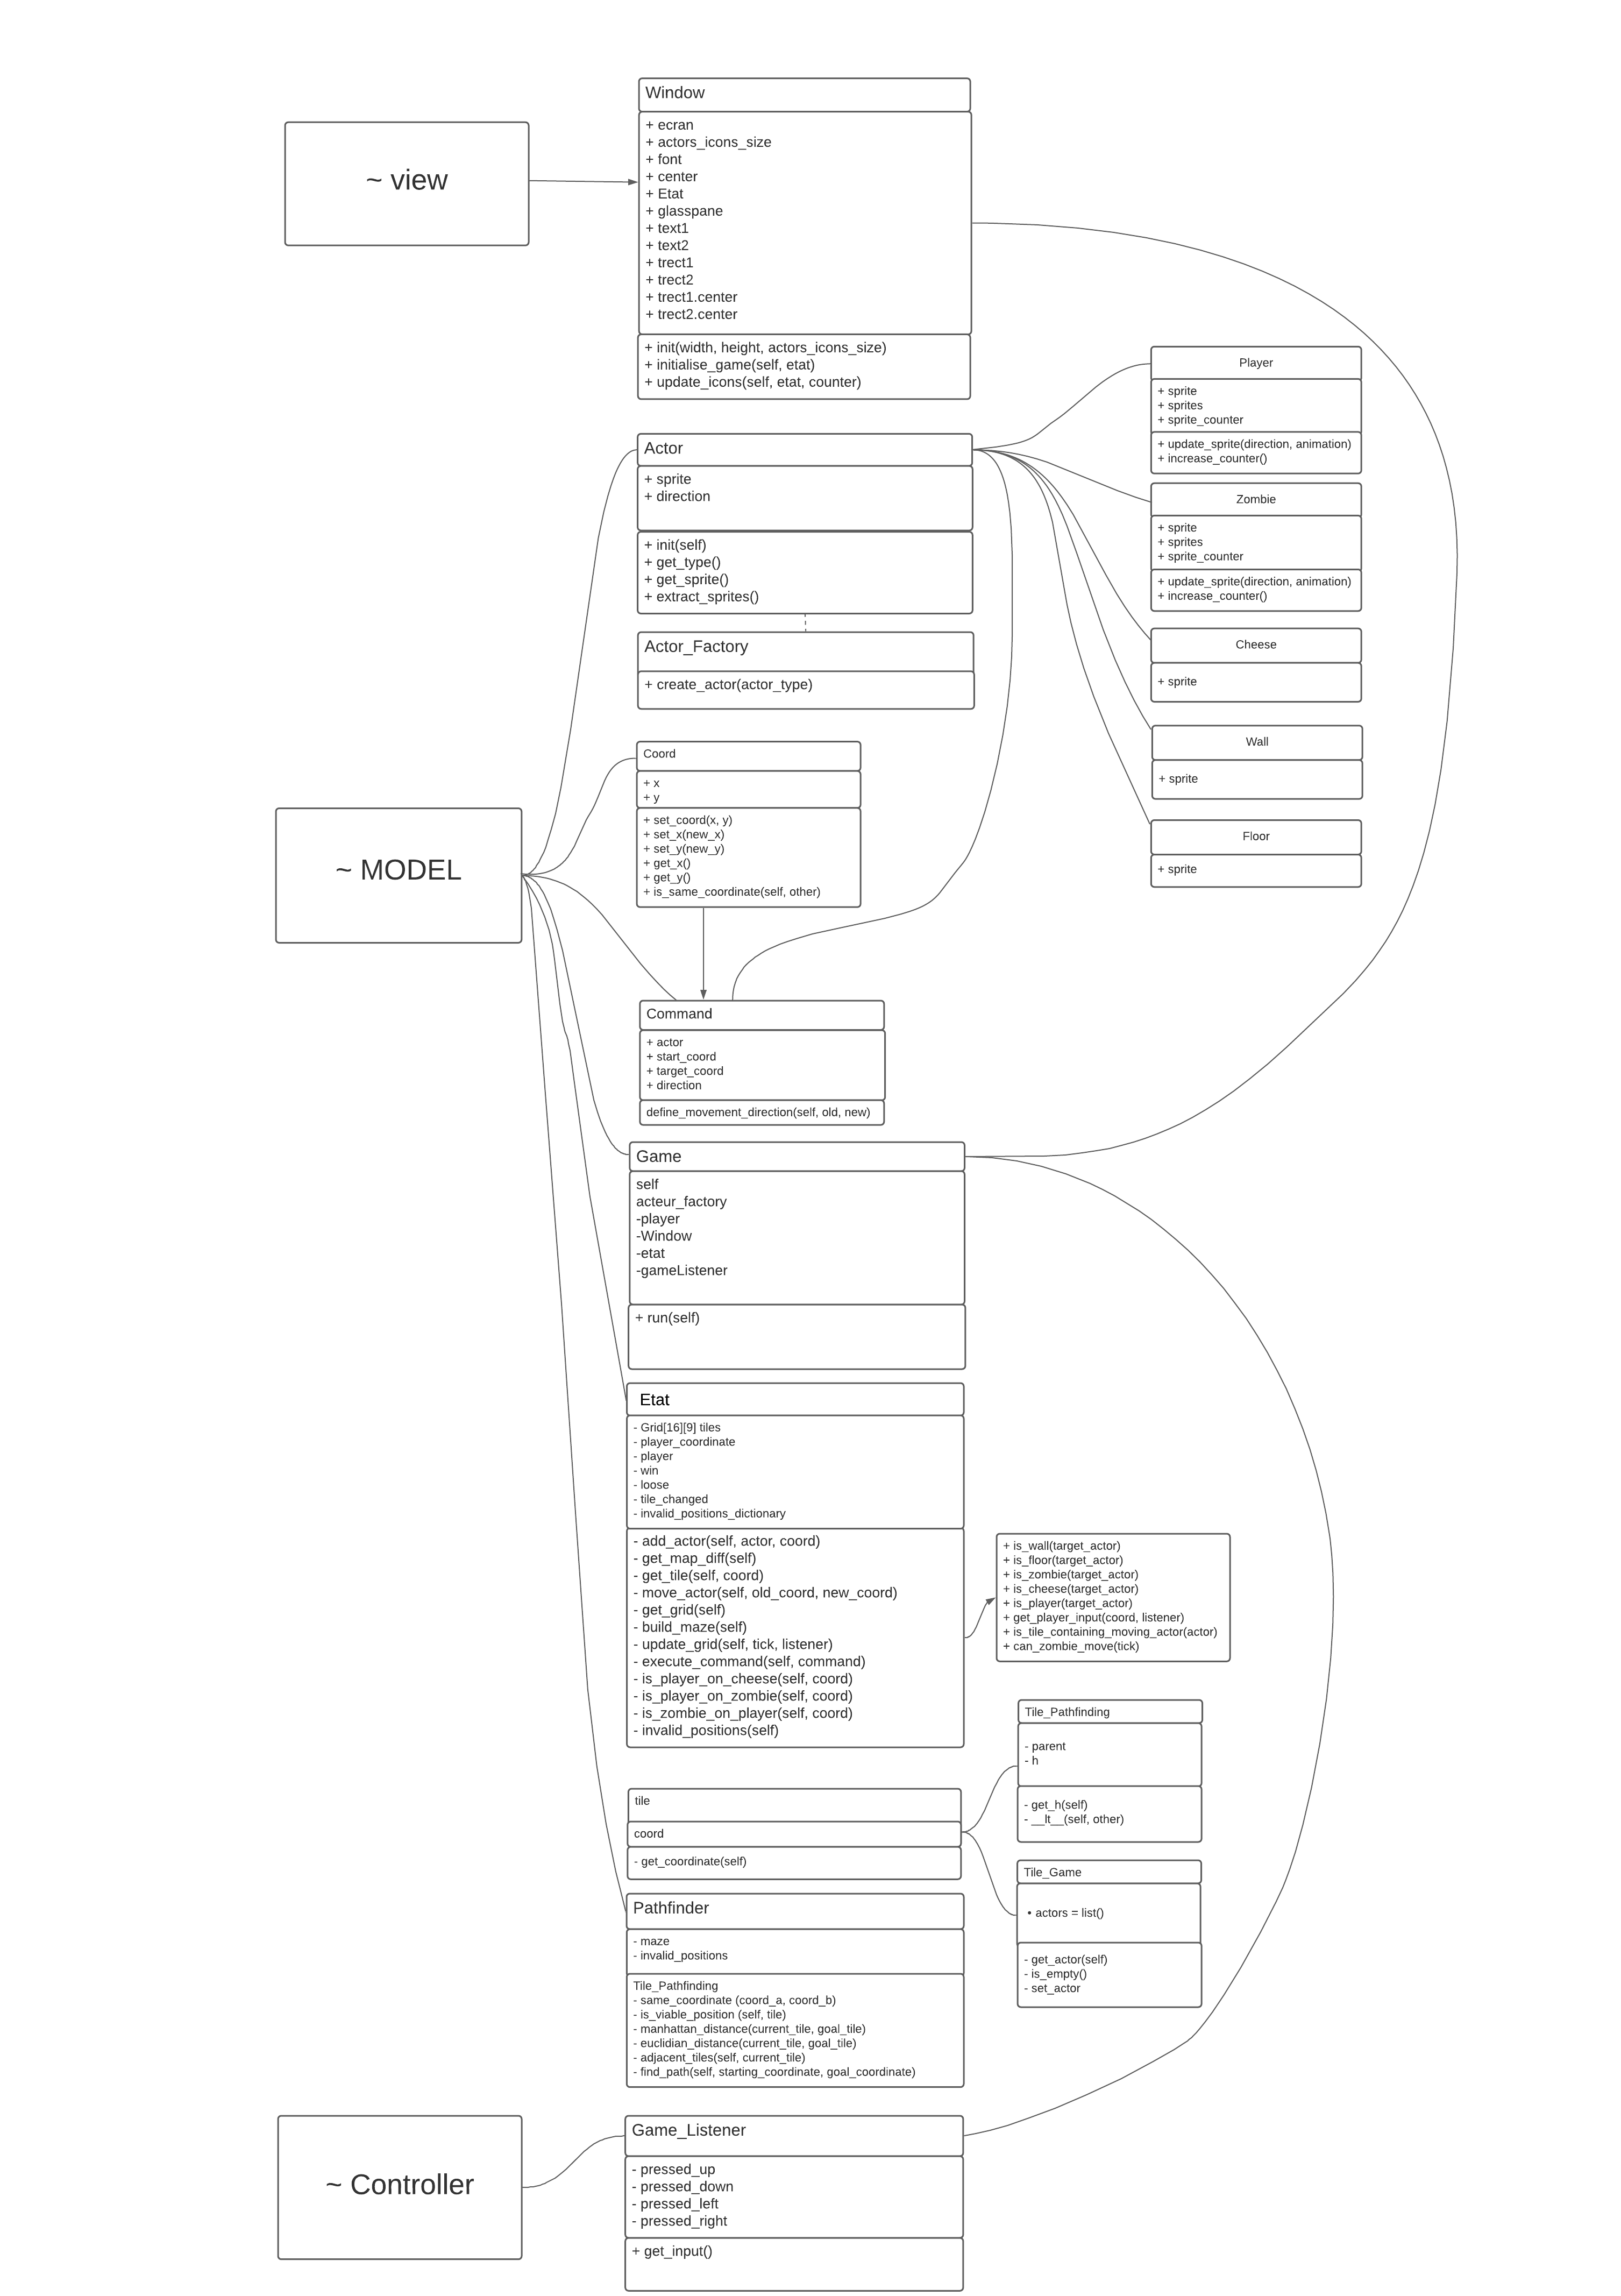 ~ view
Window
+ ecran
+ actors_icons_size
+ font
+ center
+ Etat
+ glasspane
+ text1
+ text2
+ trect1
+ trect2
+ trect1.center
+ trect2.center
+ init(width, height, actors_icons_size)
+ initialise_game(self, etat)
+ update_icons(self, etat, counter)
Player
+ sprite
+ sprites
+ sprite_counter
+ update_sprite(direction, animation)
+ increase_counter()
Actor
+ sprite
+ direction
+ init(self)
+ get_type()
+ get_sprite()
+ extract_sprites()
Zombie
+ sprite
+ sprites
+ sprite_counter
+ update_sprite(direction, animation)
+ increase_counter()
Actor_Factory
+ create_actor(actor_type)
Cheese
+ sprite
Wall
+ sprite
Floor
+ sprite
Coord
+ x
+ y
+ set_coord(x, y)
+ set_x(new_x)
+ set_y(new_y)
+ get_x()
+ get_y()
+ is_same_coordinate(self, other)
~ MODEL
Command
+ actor
+ start_coord
+ target_coord
+ direction
define_movement_direction(self, old, new)
Game
self
acteur_factory
-player
-Window
-etat
-gameListener
+ run(self)
Etat
- Grid[16][9] tiles
- player_coordinate
- player
- win
- loose
- tile_changed
- invalid_positions_dictionary
- add_actor(self, actor, coord)
- get_map_diff(self)
- get_tile(self, coord)
- move_actor(self, old_coord, new_coord)
- get_grid(self)
- build_maze(self)
- update_grid(self, tick, listener)
- execute_command(self, command)
- is_player_on_cheese(self, coord)
- is_player_on_zombie(self, coord)
- is_zombie_on_player(self, coord)
- invalid_positions(self)
+ is_wall(target_actor)
+ is_floor(target_actor)
+ is_zombie(target_actor)
+ is_cheese(target_actor)
+ is_player(target_actor)
+ get_player_input(coord, listener)
+ is_tile_containing_moving_actor(actor)
+ can_zombie_move(tick)
Tile_Pathfinding
- parent
- h
- get_h(self)
- __lt__(self, other)
tile
coord
- get_coordinate(self)
Tile_Game
• actors = list()
- get_actor(self)
- is_empty()
- set_actor
Pathfinder
- maze
- invalid_positions
Tile_Pathfinding
- same_coordinate (coord_a, coord_b)
- is_viable_position (self, tile)
- manhattan_distance(current_tile, goal_tile)
- euclidian_distance(current_tile, goal_tile)
- adjacent_tiles(self, current_tile)
- find_path(self, starting_coordinate, goal_coordinate)
~ Controller
Game_Listener
- pressed_up
- pressed_down
- pressed_left
- pressed_right
+ get_input()